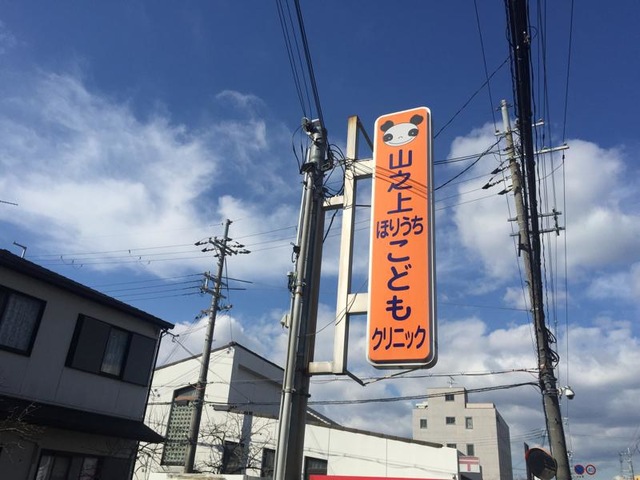 山之上
ほりうち
こども
クリニック